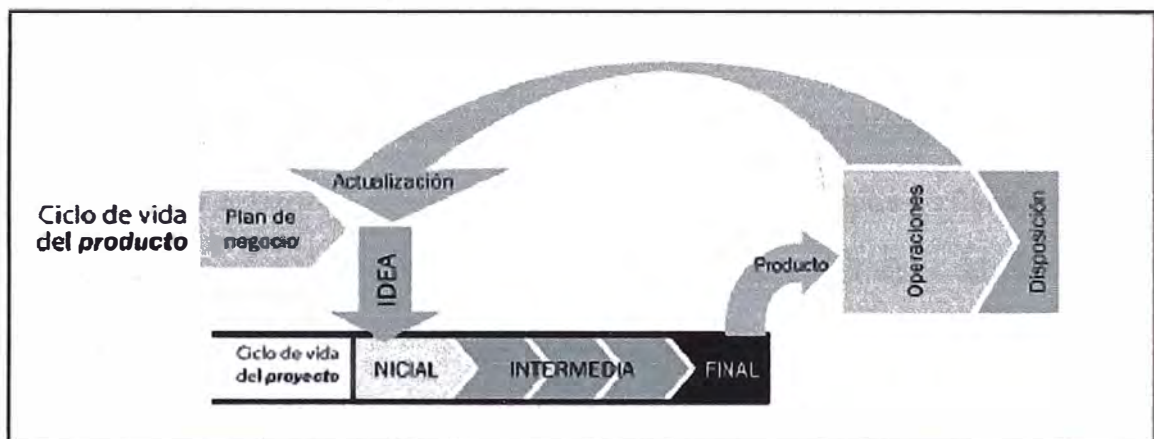 Actualización
Ciclo de vida
del producto
Plan de
negocio
IDEA
Producto
Operaciones
Disposición
Ciclo de vida
del proyecto
NICIAL
INTERMEDIA
FINAL